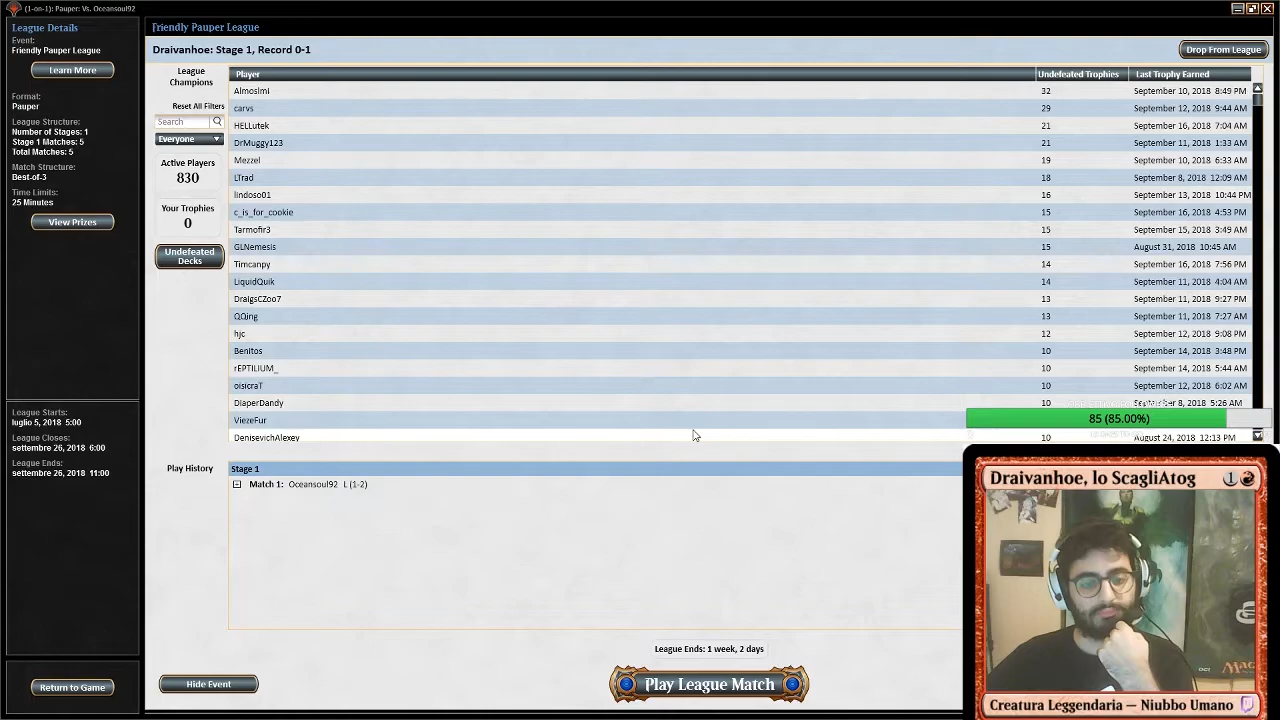 (1-on-1): Pauper: Vs. Oceansoul92
League Details
Event:
Friendly Pauper League
Learn More
Format:
Pauper
League Structure:
Number of Stages: 1
Stage 1 Matches: 5
Total Matches: 5
Match Structure:
Best-of-3
Time Limits:
25 Minutes
View Prizes
League Starts:
luglio 5, 2018 5:00
League Closes:
settembre 26, 2018 6:00
League Ends:
settembre 26, 2018 11:00
Return to Game
Friendly Pauper League
Draivanhoe: Stage 1, Record 0-1
Drop From League
League
Champions
Reset All Filters
Search
Everyone
Active Players
830
Your Trophies
0
Undefeated
Decks
Player Undefeated Trophies Last Trophy Earned
AlmosImi 32 September 10, 2018 8:49 PM
carvs 29 September 12, 2018 9:44 AM
HELLutek 21 September 16, 2018 7:04 AM
DrMuggy123 21 September 11, 2018 1:33 AM
Mezzel 19 September 10, 2018 6:33 AM
LTrad 18 September 8, 2018 12:09 AM
lindoso01 16 September 13, 2018 10:44 PM
c_is_for_cookie 15 September 16, 2018 4:53 PM
Tarmofir3 15 September 15, 2018 3:49 AM
GLNemesis 15 August 31, 2018 10:45 AM
Timcanpy 14 September 16, 2018 7:56 PM
LiquidQuik 14 September 11, 2018 4:04 AM
DraigsCZoo7 13 September 11, 2018 9:27 PM
QQing 13 September 11, 2018 7:27 AM
hjc 12 September 12, 2018 9:08 PM
Benitos 10 September 14, 2018 3:48 PM
rEPTILIUM_ 10 September 14, 2018 5:44 AM
oisicraT 10 September 12, 2018 6:02 AM
DiaperDandy 10 September 8, 2018 5:26 AM
ViezeFur
85 (85.00%)
DenisevichAlexey 10 August 24, 2018 12:13 PM
Play History
Stage 1
Match 1: Oceansoul92 L (1-2)
League Ends: 1 week, 2 days
Hide Event
Play League Match
Draivanhoe, lo ScagliAtog 1
Creatura Leggendaria — Niubbo Umano